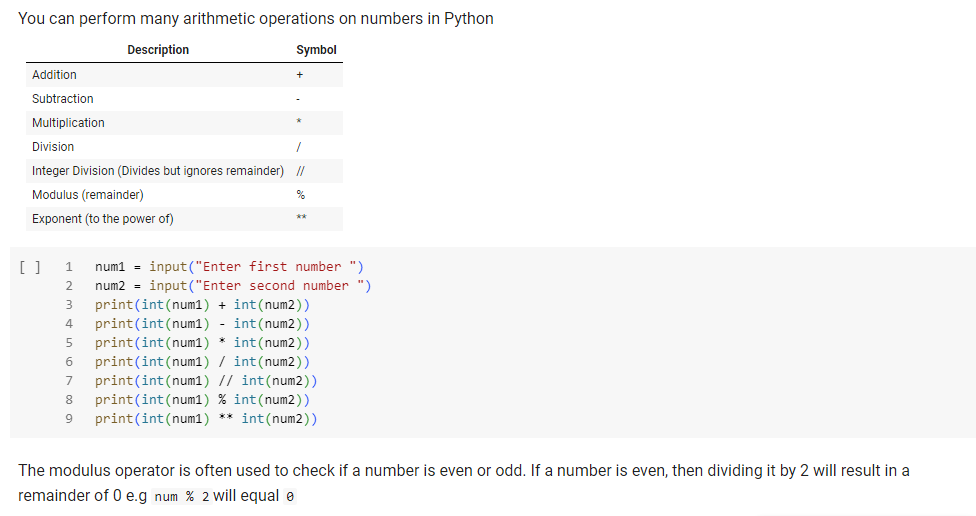 You can perform many arithmetic operations on numbers in Python
Description Symbol
Addition +
Subtraction -
Multiplication *
Division /
Integer Division (Divides but ignores remainder) //
Modulus (remainder) %
Exponent (to the power of) **
[ ] 1 num1 = input("Enter first number ")
2 num2 = input("Enter second number ")
3 print(int(num1) + int(num2))
4 print(int(num1) - int(num2))
5 print(int(num1) * int(num2))
6 print(int(num1) / int(num2))
7 print(int(num1) // int(num2))
8 print(int(num1) % int(num2))
9 print(int(num1) ** int(num2))
The modulus operator is often used to check if a number is even or odd. If a number is even, then dividing it by 2 will result in a
remainder of 0 e.g num % 2 will equal 0